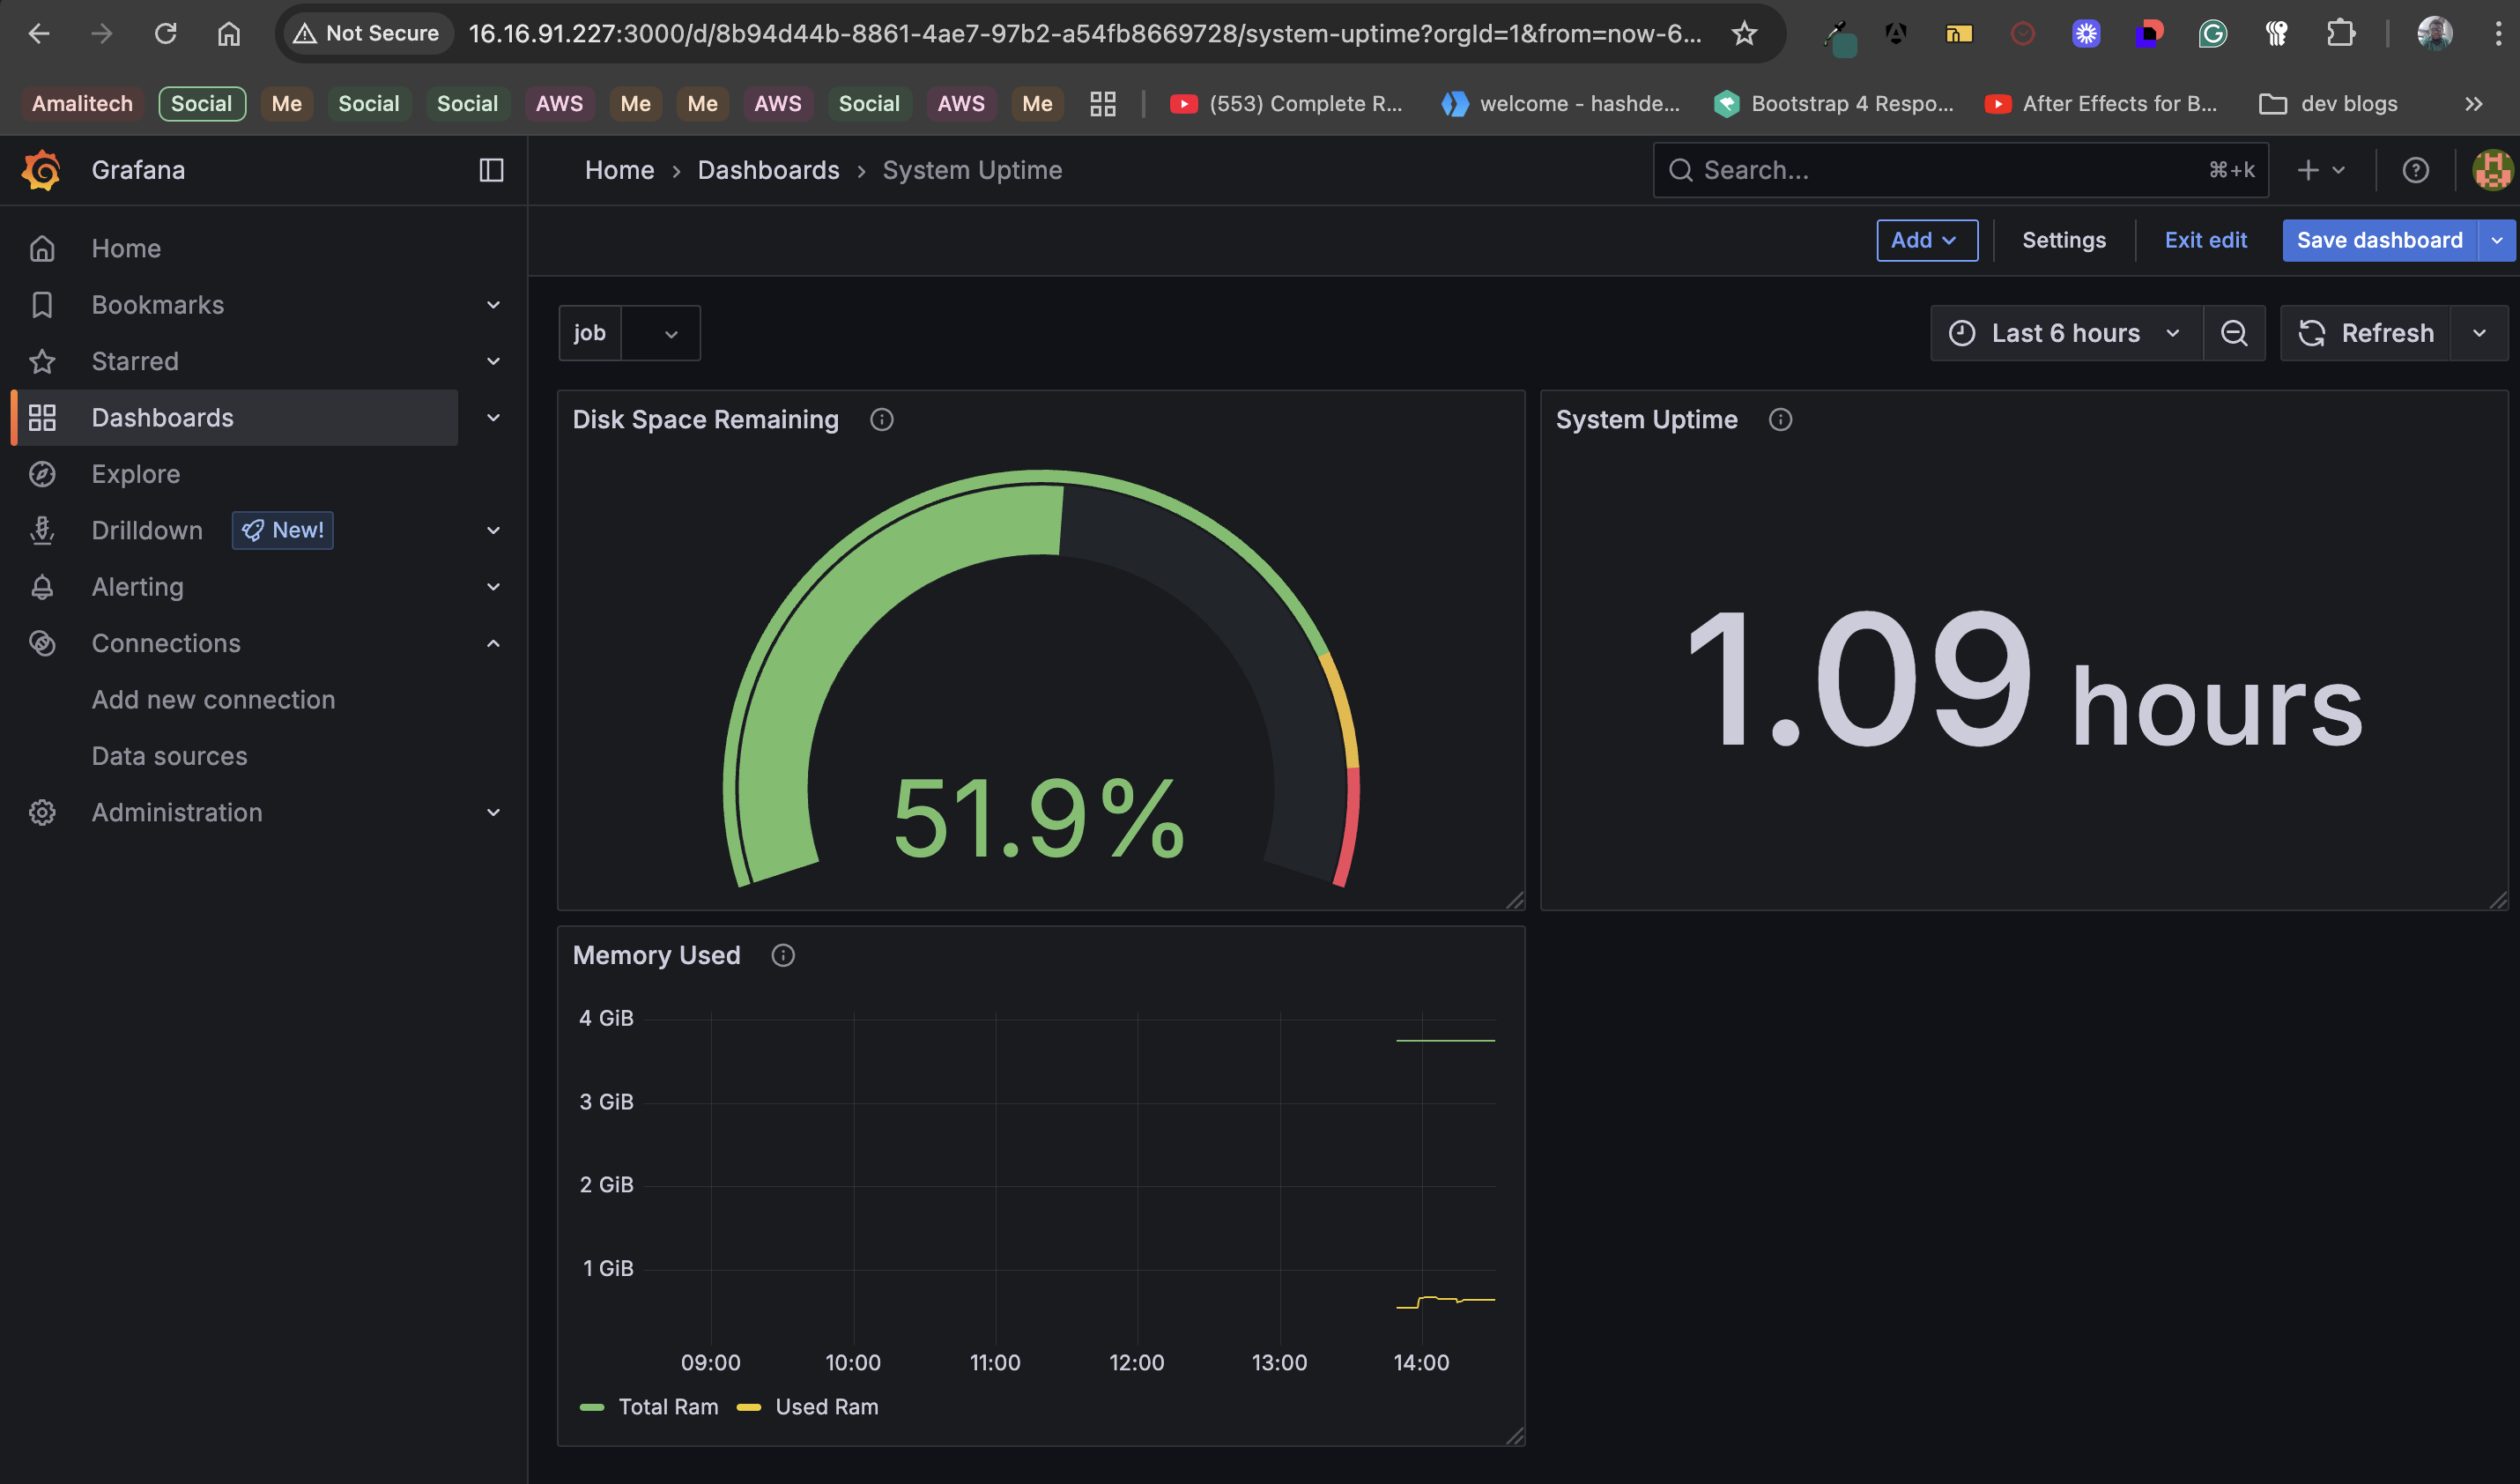 Not Secure 16.16.91.227:3000/d/8b94d44b-8861-4ae7-97b2-a54fb8669728/system-uptime?orgId=1&from=now-6...
Amalitech Social Me Social Social AWS Me Me AWS Social AWS Me (553) Complete R... welcome - hashde... Bootstrap 4 Respo... After Effects for B... dev blogs
Grafana
Home › Dashboards › System Uptime
Search... ⌘+k
Home
Bookmarks
Starred
Dashboards
Explore
Drilldown New!
Alerting
Connections
Add new connection
Data sources
Administration
Add Settings Exit edit Save dashboard
job
Last 6 hours Refresh
Disk Space Remaining
51.9%
System Uptime
1.09 hours
Memory Used
4 GiB
3 GiB
2 GiB
1 GiB
09:00 10:00 11:00 12:00 13:00 14:00
Total Ram Used Ram